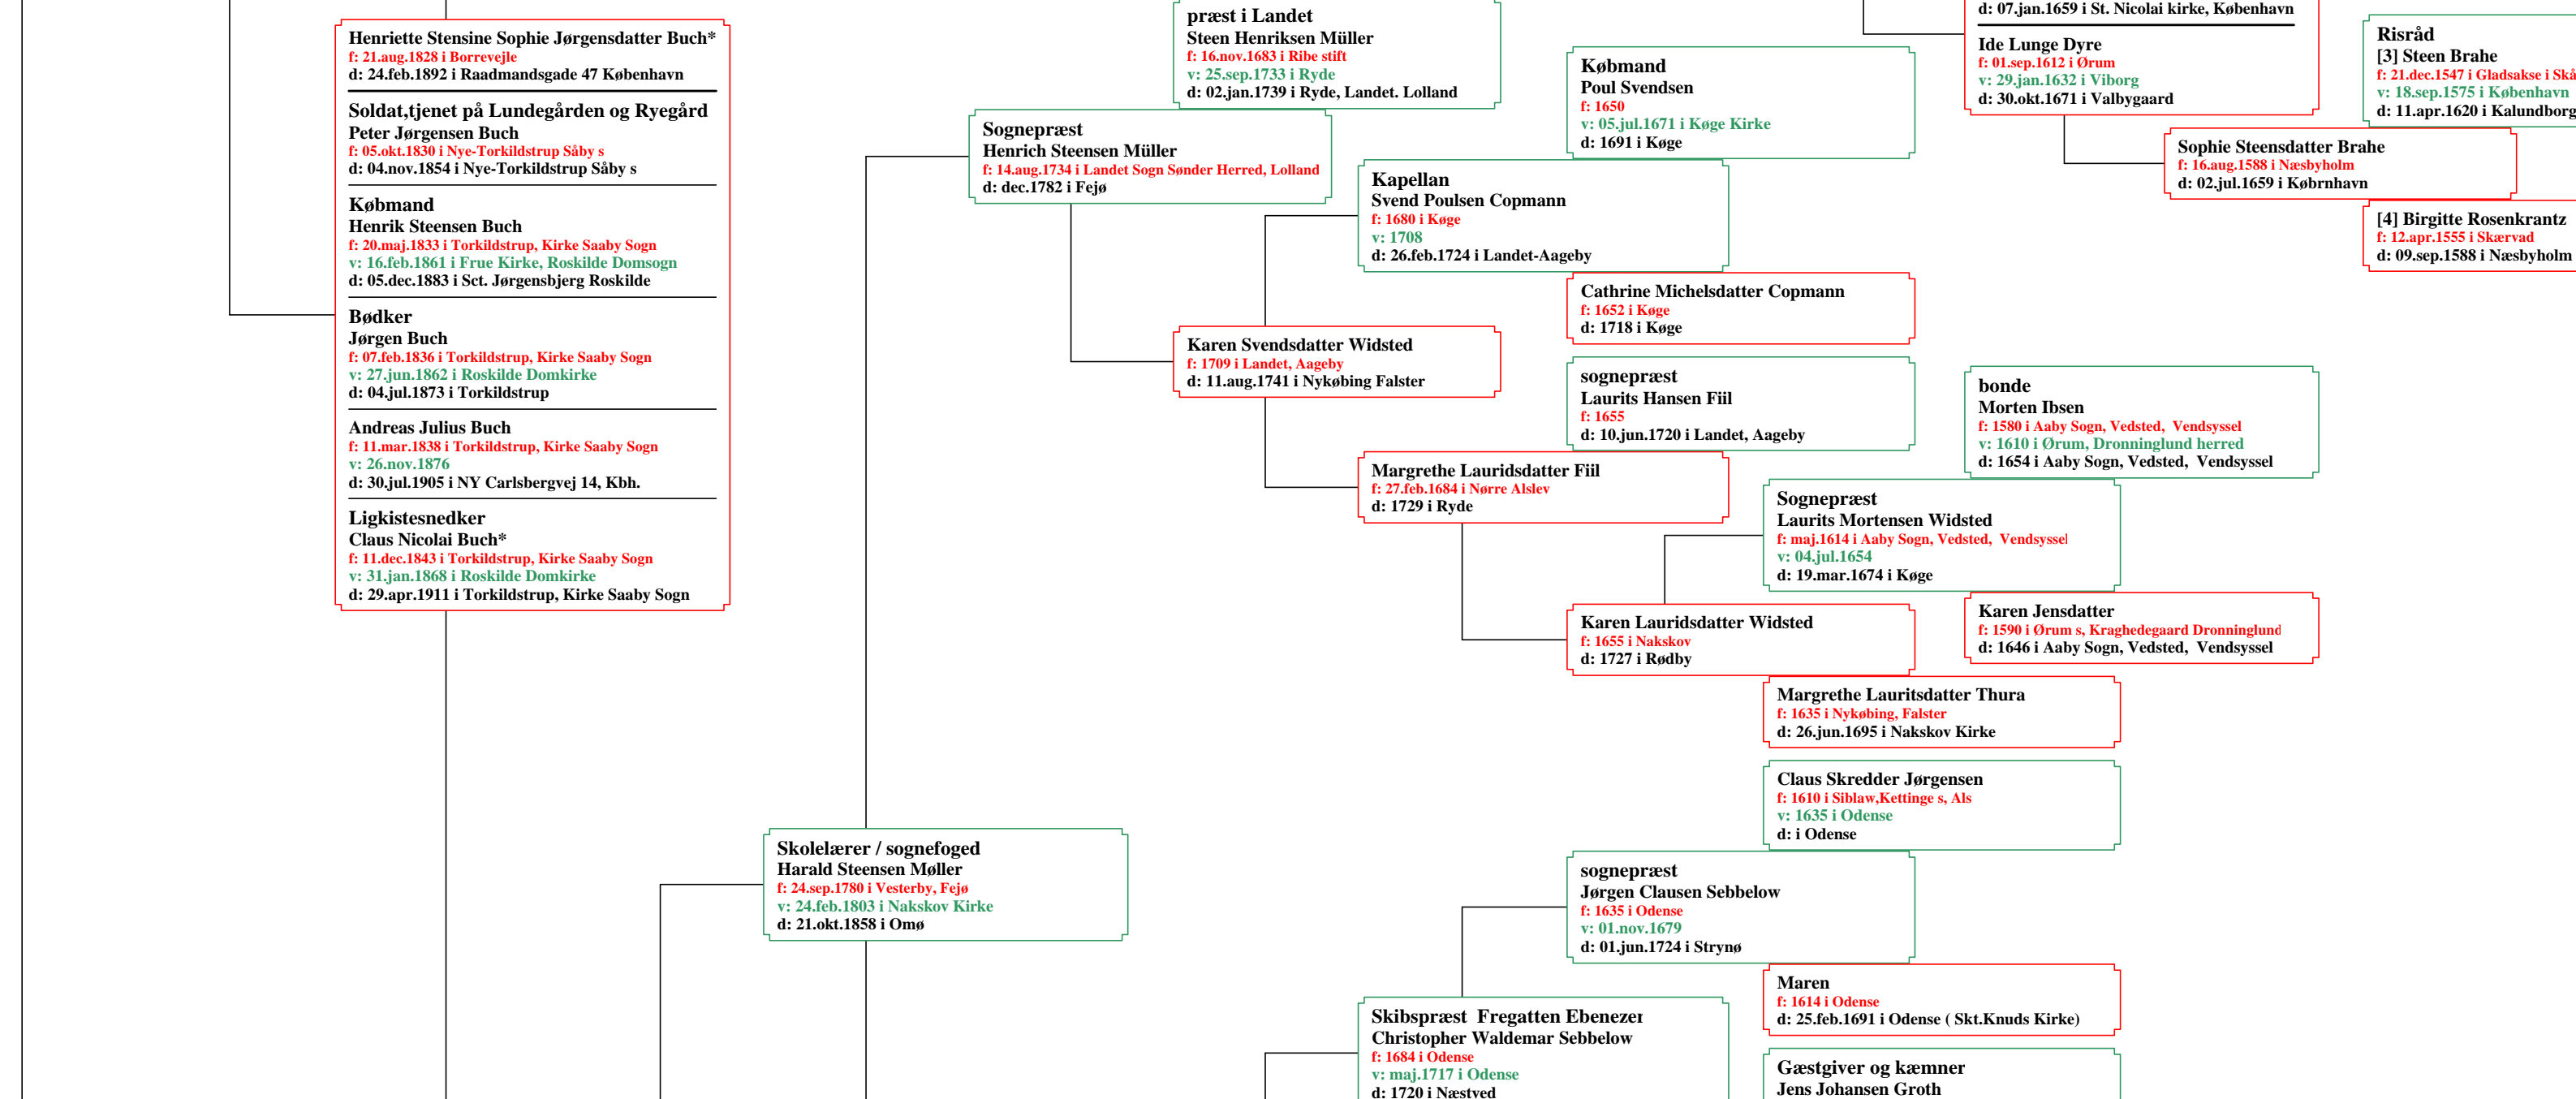 Henriette Stensine Sophie Jørgensdatter Buch*
f: 21.aug.1828 i Borrevejle
d: 24.feb.1892 i Raadmandsgade 47 København
Soldat,tjenet på Lundegården og Ryegård
Peter Jørgensen Buch
f: 05.okt.1830 i Nye-Torkildstrup Såby s
d: 04.nov.1854 i Nye-Torkildstrup Såby s
Købmand
Henrik Steensen Buch
f: 20.maj.1833 i Torkildstrup, Kirke Saaby Sogn
v: 16.feb.1861 i Frue Kirke, Roskilde Domsogn
d: 05.dec.1883 i Sct. Jørgensbjerg Roskilde
Bødker
Jørgen Buch
f: 07.feb.1836 i Torkildstrup, Kirke Saaby Sogn
v: 27.jun.1862 i Roskilde Domkirke
d: 04.jul.1873 i Torkildstrup
Andreas Julius Buch
f: 11.mar.1838 i Torkildstrup, Kirke Saaby Sogn
v: 26.nov.1876
d: 30.jul.1905 i NY Carlsbergvej 14, Kbh.
Ligkistesnedker
Claus Nicolai Buch*
f: 11.dec.1843 i Torkildstrup, Kirke Saaby Sogn
v: 31.jan.1868 i Roskilde Domkirke
d: 29.apr.1911 i Torkildstrup, Kirke Saaby Sogn
Skolelærer / sognefoged
Harald Steensen Møller
f: 24.sep.1780 i Vesterby, Fejø
v: 24.feb.1803 i Nakskov Kirke
d: 21.okt.1858 i Omø
Sognepræst
Henrich Steensen Müller
f: 14.aug.1734 i Landet Sogn Sønder Herred, Lolland
d: dec.1782 i Fejø
præst i Landet
Steen Henriksen Müller
f: 16.nov.1683 i Ribe stift
v: 25.sep.1733 i Ryde
d: 02.jan.1739 i Ryde, Landet. Lolland
Karen Svendsdatter Widsted
f: 1709 i Landet, Aageby
d: 11.aug.1741 i Nykøbing Falster
Kapellan
Svend Poulsen Copmann
f: 1680 i Køge
v: 1708
d: 26.feb.1724 i Landet-Aageby
Margrethe Lauridsdatter Fiil
f: 27.feb.1684 i Nørre Alslev
d: 1729 i Ryde
Skibspræst  Fregatten Ebenezer
Christopher Waldemar Sebbelow
f: 1684 i Odense
v: maj.1717 i Odense
d: 1720 i Næstved
Købmand
Poul Svendsen
f: 1650
v: 05.jul.1671 i Køge Kirke
d: 1691 i Køge
Cathrine Michelsdatter Copmann
f: 1652 i Køge
d: 1718 i Køge
sognepræst
Laurits Hansen Fiil
f: 1655
d: 10.jun.1720 i Landet, Aageby
Karen Lauridsdatter Widsted
f: 1655 i Nakskov
d: 1727 i Rødby
sognepræst
Jørgen Clausen Sebbelow
f: 1635 i Odense
v: 01.nov.1679
d: 01.jun.1724 i Strynø
Sognepræst
Laurits Mortensen Widsted
f: maj.1614 i Aaby Sogn, Vedsted,  Vendsyssel
v: 04.jul.1654
d: 19.mar.1674 i Køge
Margrethe Lauritsdatter Thura
f: 1635 i Nykøbing, Falster
d: 26.jun.1695 i Nakskov Kirke
Claus Skredder Jørgensen
f: 1610 i Siblaw,Kettinge s, Als
v: 1635 i Odense
d: i Odense
Maren
f: 1614 i Odense
d: 25.feb.1691 i Odense ( Skt.Knuds Kirke)
Gæstgiver og kæmner
Jens Johansen Groth
d: 07.jan.1659 i St. Nicolai kirke, København
Ide Lunge Dyre
f: 01.sep.1612 i Ørum
v: 29.jan.1632 i Viborg
d: 30.okt.1671 i Valbygaard
bonde
Morten Ibsen
f: 1580 i Aaby Sogn, Vedsted,  Vendsyssel
v: 1610 i Ørum, Dronninglund herred
d: 1654 i Aaby Sogn, Vedsted,  Vendsyssel
Karen Jensdatter
f: 1590 i Ørum s, Kraghedegaard Dronninglund
d: 1646 i Aaby Sogn, Vedsted,  Vendsyssel
Sophie Steensdatter Brahe
f: 16.aug.1588 i Næsbyholm
d: 02.jul.1659 i Købrnhavn
Risråd
[3] Steen Brahe
f: 21.dec.1547 i Gladsakse i Skå
v: 18.sep.1575 i København
d: 11.apr.1620 i Kalundborg
[4] Birgitte Rosenkrantz
f: 12.apr.1555 i Skærvad
d: 09.sep.1588 i Næsbyholm